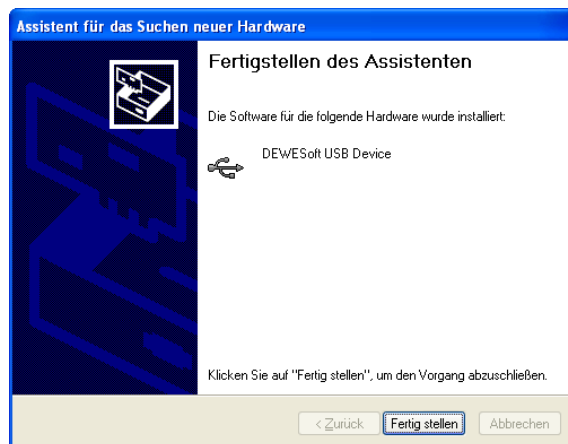 Assistent für das Suchen neuer Hardware
Fertigstellen des Assistenten
Die Software für die folgende Hardware wurde installiert:
DEWESoft USB Device
Klicken Sie auf "Fertig stellen", um den Vorgang abzuschließen.
< Zurück Fertig stellen Abbrechen